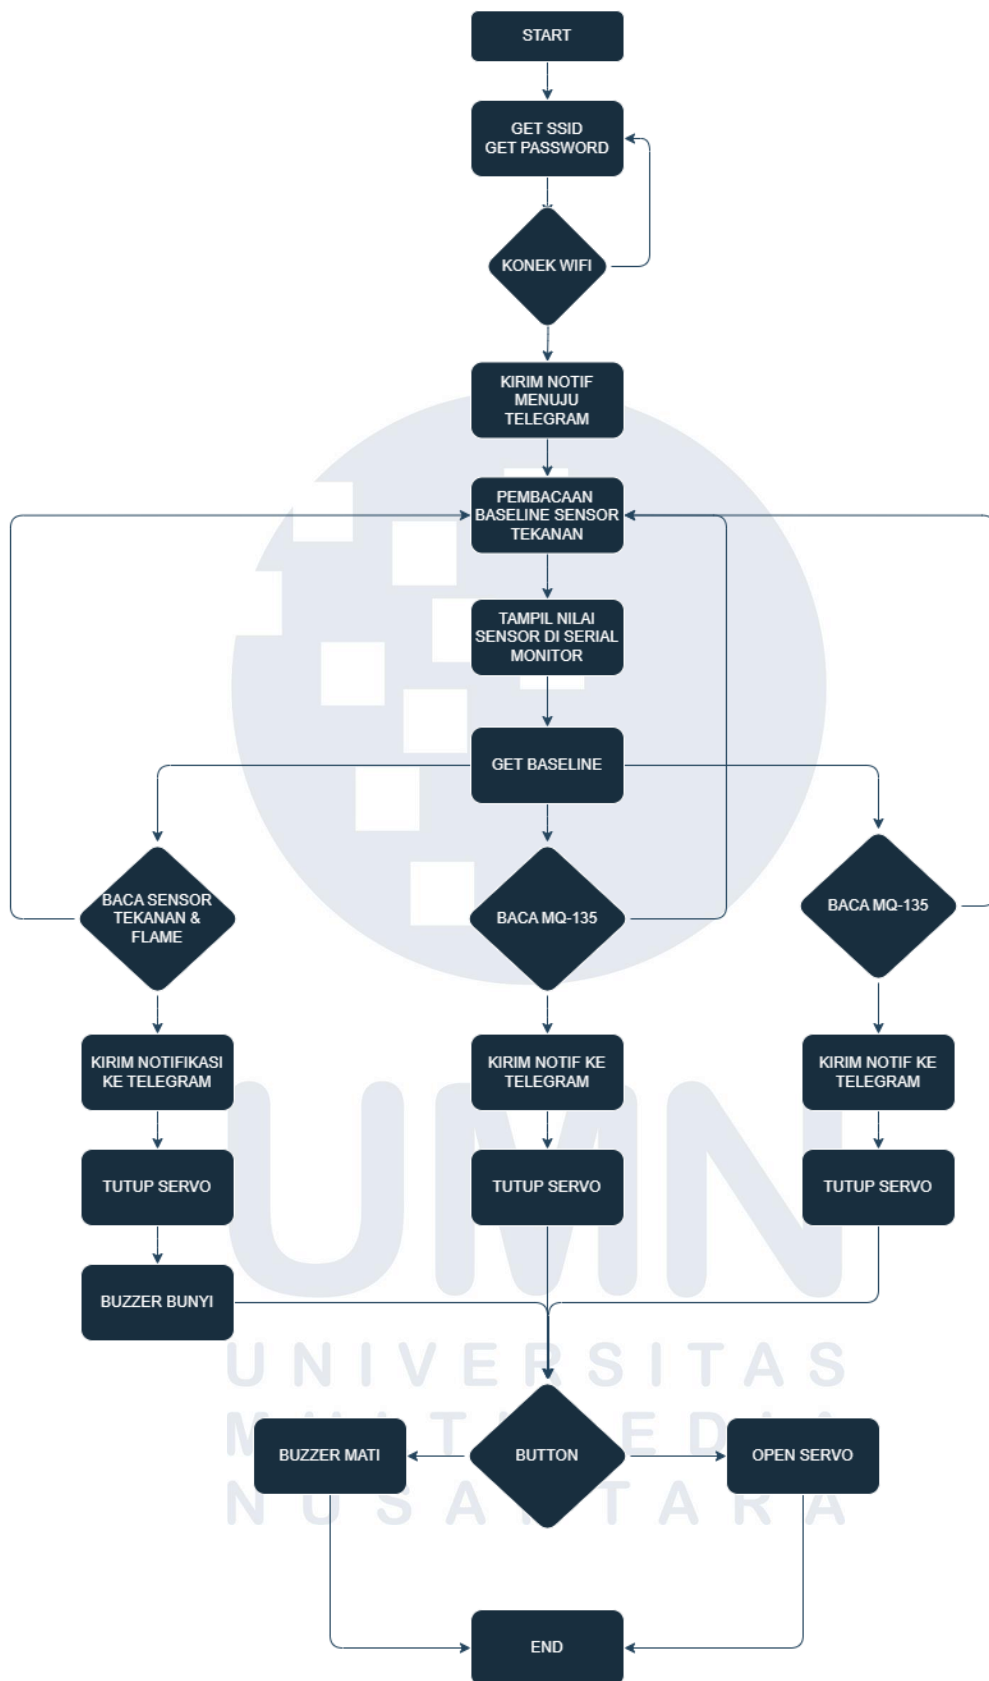 START
GET SSID
GET PASSWORD
KONEK WIFI
KIRIM NOTIF
MENUJU
TELEGRAM
PEMBACAAN
BASELINE SENSOR
TEKANAN
TAMPIL NILAI
SENSOR DI SERIAL
MONITOR
GET BASELINE
BACA SENSOR
TEKANAN &
FLAME
BACA MQ-135
BACA MQ-135
KIRIM NOTIFIKASI
KE TELEGRAM
KIRIM NOTIF KE
TELEGRAM
KIRIM NOTIF KE
TELEGRAM
TUTUP SERVO
TUTUP SERVO
TUTUP SERVO
BUZZER BUNYI
BUZZER MATI
BUTTON
OPEN SERVO
END
UMN
UNIVERSITAS
MULTIMEDIA
NUSANTARA